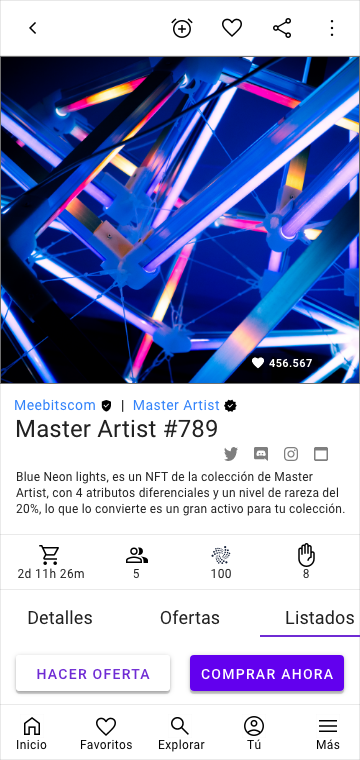 456.567
Meebitscom | Master Artist
Master Artist #789
Blue Neon lights, es un NFT de la colección de Master
Artist, con 4 atributos diferenciales y un nivel de rareza del
20%, lo que lo convierte es un gran activo para tu colección.
2d 11h 26m 5 100 8
Detalles Ofertas Listados
HACER OFERTA COMPRAR AHORA
Inicio Favoritos Explorar Tú Más